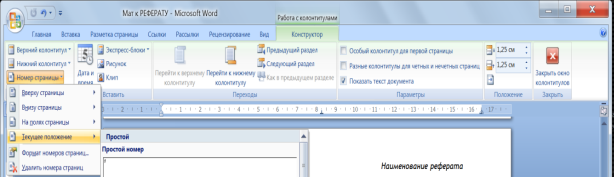 Мат к РЕФЕРАТУ - Microsoft Word
Работа с колонтитулами
Главная Вставка Разметка страницы Ссылки Рассылки Рецензирование Вид Конструктор
Верхний колонтитул
Нижний колонтитул
Номер страницы
Дата и время
Экспресс-блоки
Рисунок
Клип
Вставить
Перейти к верхнему колонтитулу
Перейти к нижнему колонтитулу
Предыдущий раздел
Следующий раздел
Как в предыдущем разделе
Переходы
Особый колонтитул для первой страницы
Разные колонтитулы для четных и нечетных страниц
Показать текст документа
Параметры
1,25 см
1,25 см
Положение
Закрыть окно колонтитулов
Закрыть
Вверху страницы
Внизу страницы
На полях страницы
Текущее положение
Формат номеров страниц...
Удалить номера страниц
Простой
Простой номер
Наименование реферата